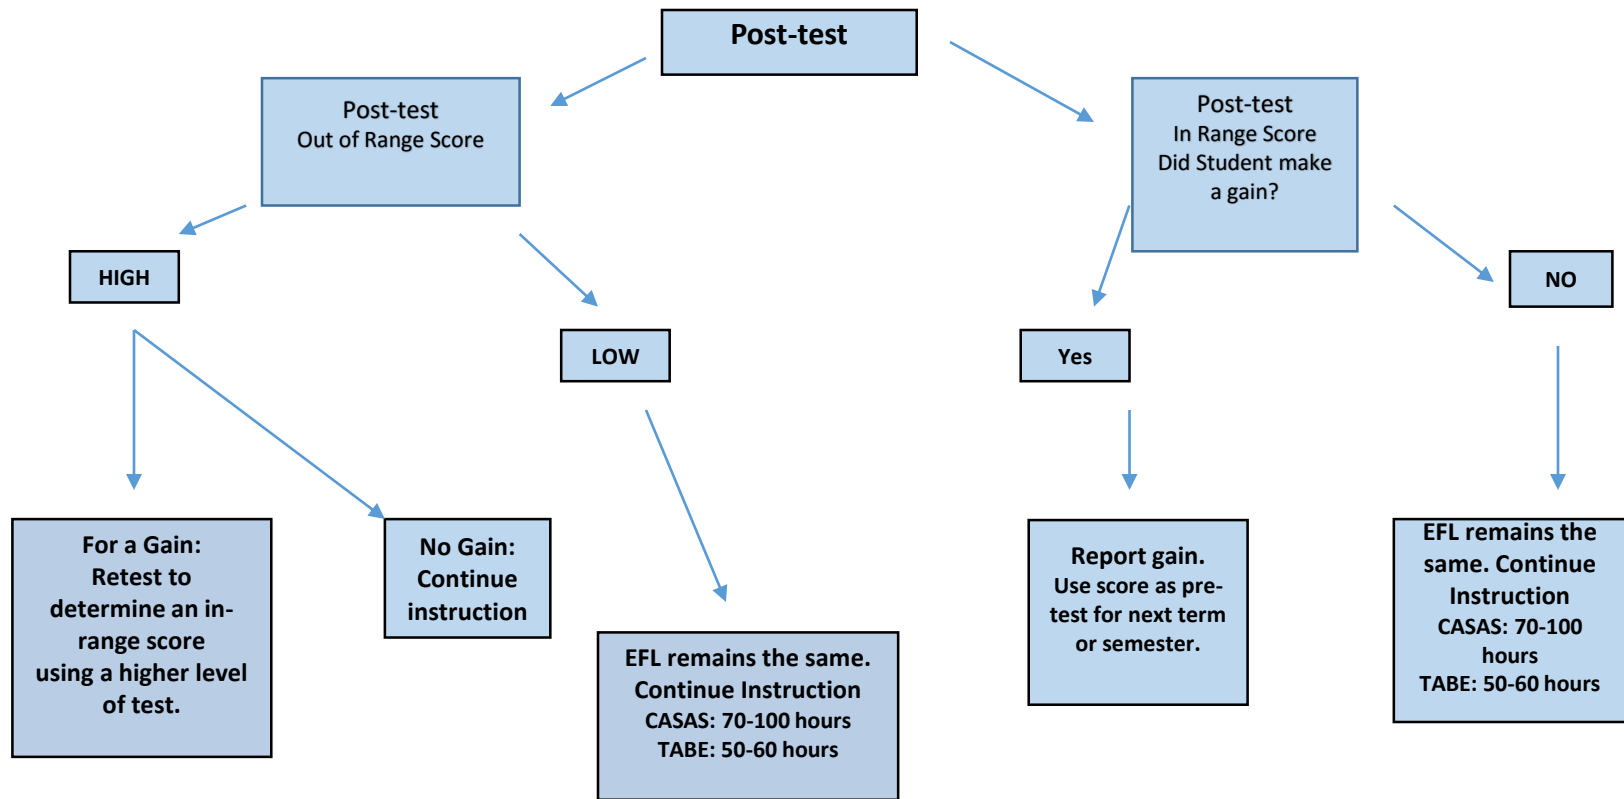 Post-test
Post-test
Out of Range Score
Post-test
In Range Score
Did Student make
a gain?
HIGH
NO
LOW
Yes
For a Gain:
Retest to
determine an in-
range score
using a higher level
of test.
No Gain:
Continue
instruction
EFL remains the same.
Continue Instruction
CASAS: 70-100 hours
TABE: 50-60 hours
Report gain.
Use score as pre-
test for next term
or semester.
EFL remains the
same. Continue
Instruction
CASAS: 70-100
hours
TABE: 50-60 hours